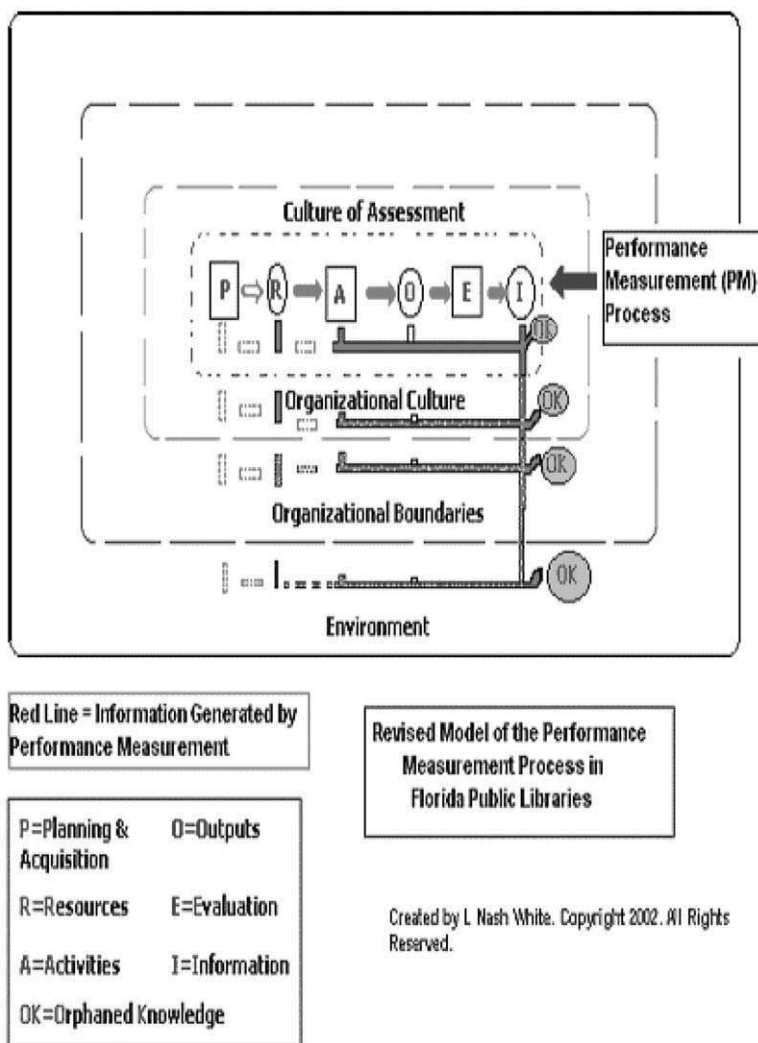 Culture of Assessment
P R A O E I
Performance
Measurement (PM)
Process
OK
Organizational Culture
OK
OK
Organizational Boundaries
OK
Environment
Red Line = Information Generated by
Performance Measurement
Revised Model of the Performance
Measurement Process in
Florida Public Libraries
P=Planning & O=Outputs
Acquisition
R=Resources E=Evaluation
A=Activities I=Information
OK=Orphaned Knowledge
Created by L Nash White. Copyright 2002. All Rights
Reserved.